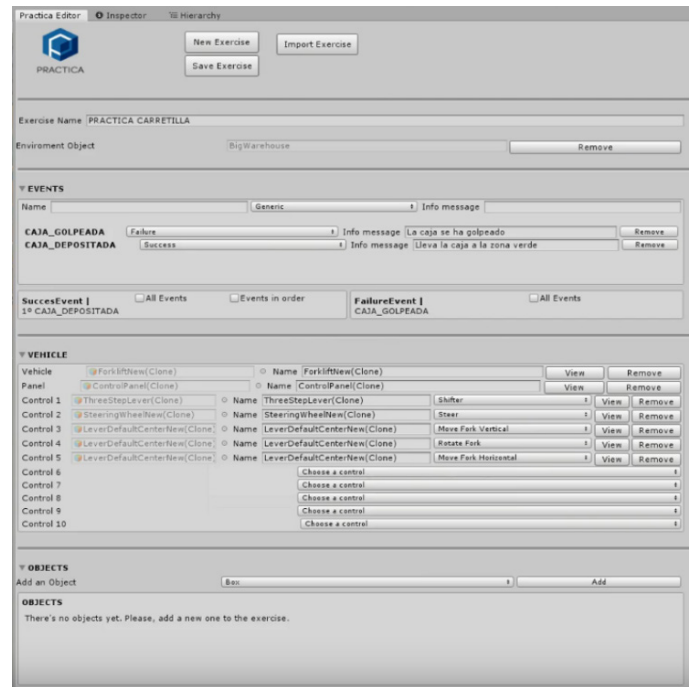 Practica Editor Inspector Hierarchy
New Exercise Import Exercise
PRACTICA Save Exercise
Exercise Name PRACTICA CARRETILLA
Enviroment Object BigWarehouse Remove
EVENTS
Name Generic Info message
CAJA_GOLPEADA Failure Info message La caja se ha golpeado Remove
CAJA_DEPOSITADA Success Info message Lleva la caja a la zona verde Remove
SuccesEvent | All Events Events in order FailureEvent | All Events
1º CAJA_DEPOSITADA CAJA_GOLPEADA
VEHICLE
Vehicle ForkliftNew(Clone) Name ForkliftNew(Clone) View Remove
Panel ControlPanel(Clone) Name ControlPanel(Clone) View Remove
Control 1 ThreeStepLever(Clone) Name ThreeStepLever(Clone) Shifter View Remove
Control 2 SteeringWheelNew(Clone) Name SteeringWheelNew(Clone) Steer View Remove
Control 3 LeverDefaultCenterNew(Clone) Name LeverDefaultCenterNew(Clone) Move Fork Vertical View Remove
Control 4 LeverDefaultCenterNew(Clone) Name LeverDefaultCenterNew(Clone) Rotate Fork View Remove
Control 5 LeverDefaultCenterNew(Clone) Name LeverDefaultCenterNew(Clone) Move Fork Horizontal View Remove
Control 6 Choose a control
Control 7 Choose a control
Control 8 Choose a control
Control 9 Choose a control
Control 10 Choose a control
OBJECTS
Add an Object Box Add
OBJECTS
There's no objects yet. Please, add a new one to the exercise.